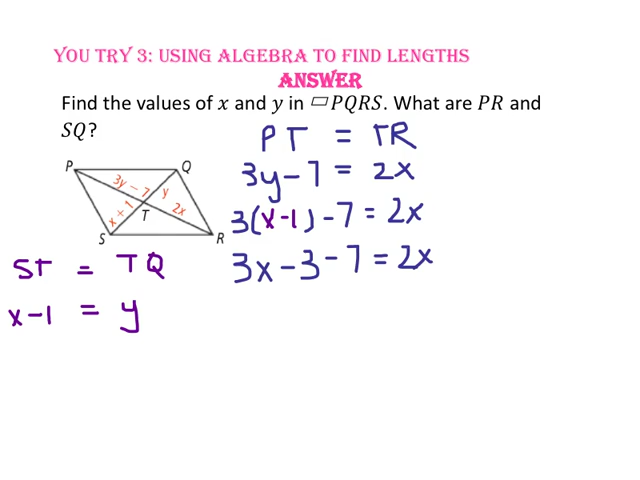 YOU TRY 3: USING ALGEBRA TO FIND LENGTHS
ANSWER
Find the values of x and y in ▱PQRS. What are PR and
SQ?
PT = TR
3y - 7 = 2x
3(x-1) - 7 = 2x
3x - 3 - 7 = 2x
P
Q
3y - 7
y
x + 1
T
2x
S
R
ST = TQ
x - 1 = y